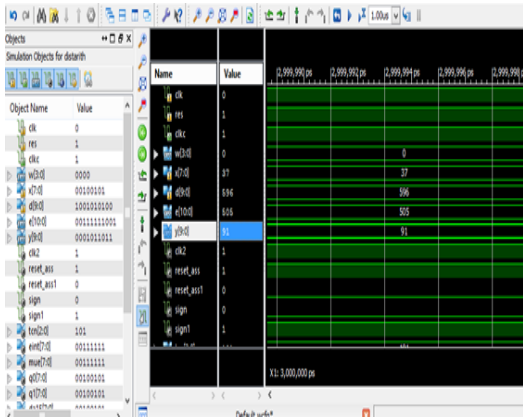 1.00us
Objects
Simulation Objects for distarith
Object Name Value
clk 0
res 1
clkc 1
w[3:0] 0000
x[7:0] 00100101
d[9:0] 1001010100
e[10:0] 00111111001
y[9:0] 0001011011
clk2 1
reset_ass 1
reset_ass1 0
sign 0
sign1 1
tcn[2:0] 101
eint[7:0] 00111111
mue[7:0] 00111111
q0[7:0] 00100101
q1[7:0] 00100101
Name Value
clk 0
res 1
clkc 1
w[3:0] 0
x[7:0] 37
d[9:0] 596
e[10:0] 505
y[9:0] 91
clk2 1
reset_ass 1
reset_ass1 0
sign 0
sign1 1
2,999,990 ps 2,999,992 ps 2,999,994 ps 2,999,996 ps 2,999,998 ps
0
37
596
505
91
X1: 3,000,000 ps
Default.wcfg*